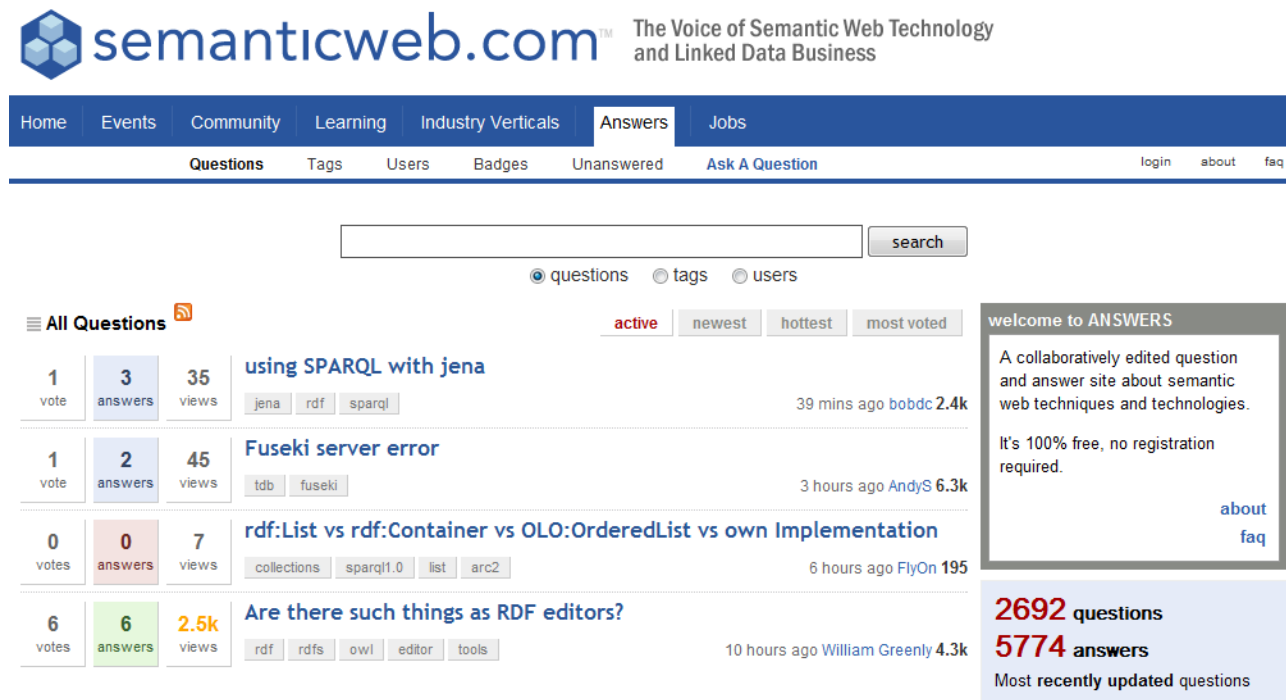 semanticweb.com™ The Voice of Semantic Web Technology
and Linked Data Business
Home Events Community Learning Industry Verticals Answers Jobs
Questions Tags Users Badges Unanswered Ask A Question login about faq
search
questions tags users
All Questions active newest hottest most voted
1 vote 3 answers 35 views
using SPARQL with jena
jena rdf sparql
39 mins ago bobdc 2.4k
1 vote 2 answers 45 views
Fuseki server error
tdb fuseki
3 hours ago AndyS 6.3k
0 votes 0 answers 7 views
rdf:List vs rdf:Container vs OLO:OrderedList vs own Implementation
collections sparql1.0 list arc2
6 hours ago FlyOn 195
6 votes 6 answers 2.5k views
Are there such things as RDF editors?
rdf rdfs owl editor tools
10 hours ago William Greenly 4.3k
welcome to ANSWERS
A collaboratively edited question
and answer site about semantic
web techniques and technologies.
It's 100% free, no registration
required.
about
faq
2692 questions
5774 answers
Most recently updated questions